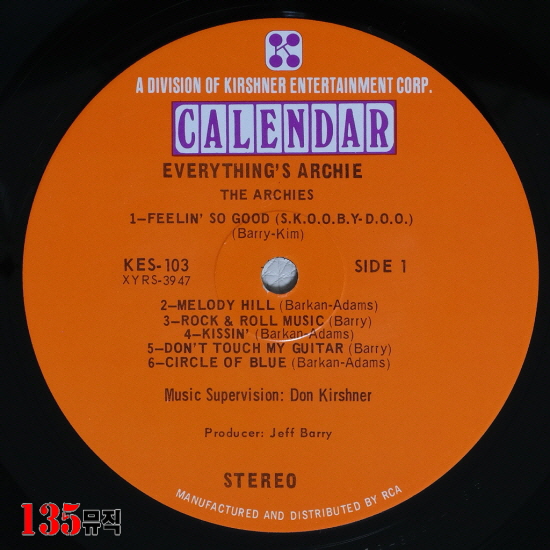 K
A DIVISION OF KIRSHNER ENTERTAINMENT CORP.
CALENDAR
EVERYTHING'S ARCHIE
THE ARCHIES
1—FEELIN' SO GOOD (S.K.O.O.B.Y-D.O.O.)
(Barry-Kim)
KES-103
XYRS-3947
SIDE 1
2—MELODY HILL (Barkan-Adams)
3—ROCK & ROLL MUSIC (Barry)
4—KISSIN' (Barkan-Adams)
5—DON'T TOUCH MY GUITAR (Barry)
6—CIRCLE OF BLUE (Barkan-Adams)
Music Supervision: Don Kirshner
Producer: Jeff Barry
STEREO
MANUFACTURED AND DISTRIBUTED BY RCA
135뮤직